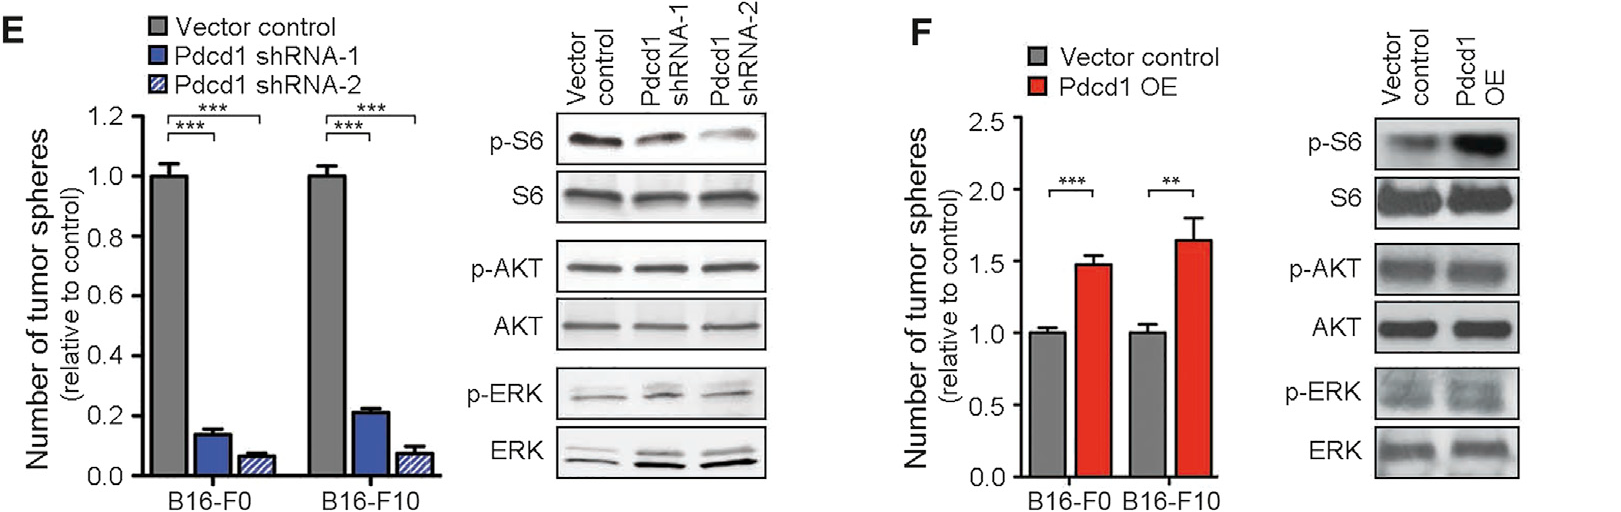 E
Vector control
Pdcd1 shRNA-1
Pdcd1 shRNA-2
Number of tumor spheres
(relative to control)
1.2
1.0
0.8
0.6
0.4
0.2
0.0
***
***
***
***
B16-F0
B16-F10
Vector
control
Pdcd1
shRNA-1
Pdcd1
shRNA-2
p-S6
S6
p-AKT
AKT
p-ERK
ERK
F
Vector control
Pdcd1 OE
Number of tumor spheres
(relative to control)
2.5
2.0
1.5
1.0
0.5
0.0
***
**
B16-F0
B16-F10
Vector
control
Pdcd1
OE
p-S6
S6
p-AKT
AKT
p-ERK
ERK